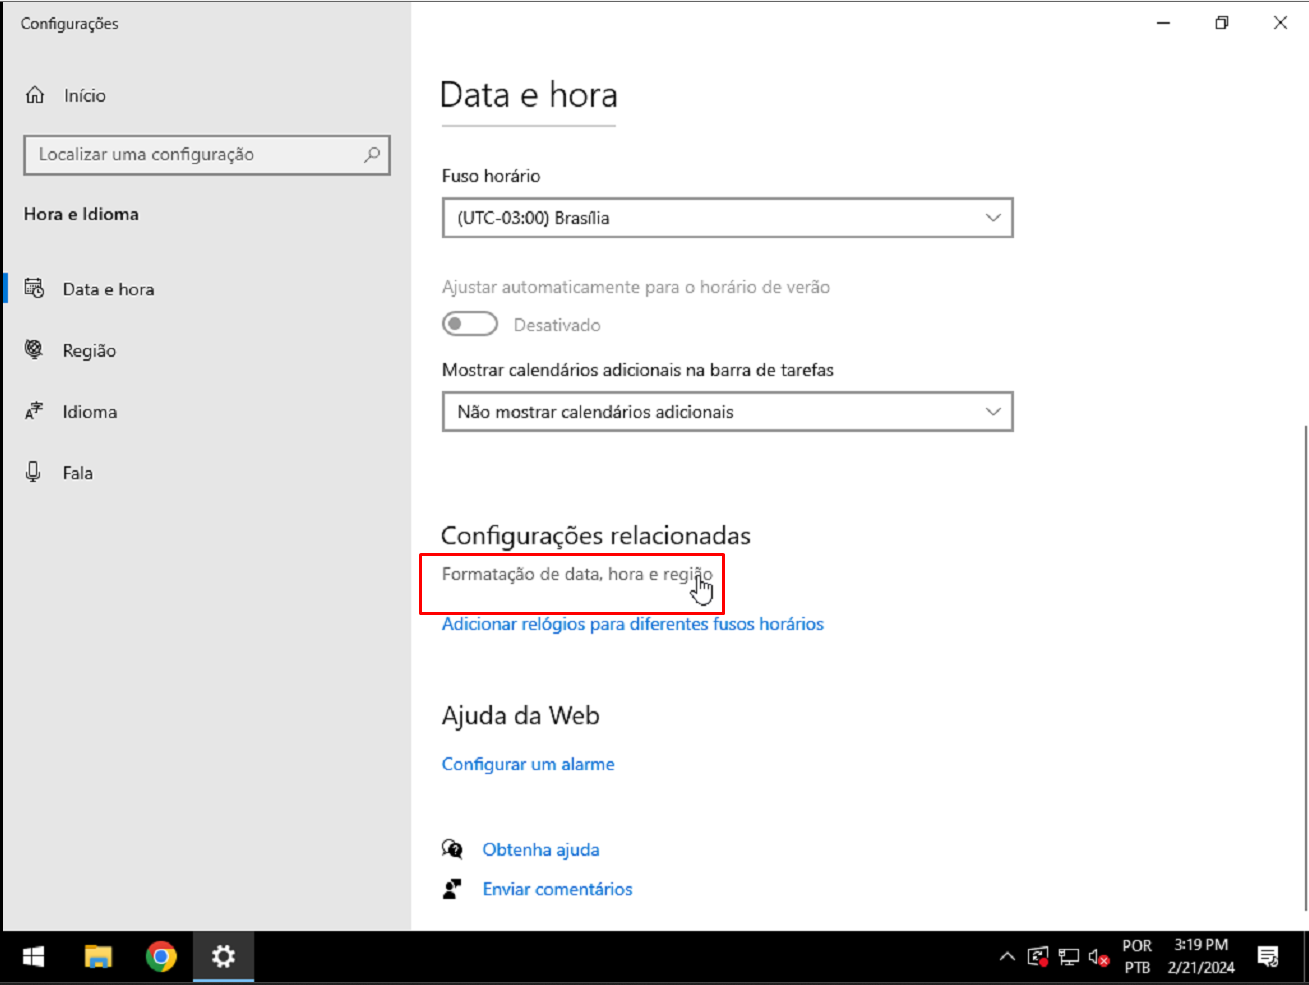 Configurações
Início
Localizar uma configuração
Hora e Idioma
Data e hora
Região
Idioma
Fala
Data e hora
Fuso horário
(UTC-03:00) Brasília
Ajustar automaticamente para o horário de verão
Desativado
Mostrar calendários adicionais na barra de tarefas
Não mostrar calendários adicionais
Configurações relacionadas
Formatação de data, hora e região
Adicionar relógios para diferentes fusos horários
Ajuda da Web
Configurar um alarme
Obtenha ajuda
Enviar comentários
POR
PTB
3:19 PM
2/21/2024